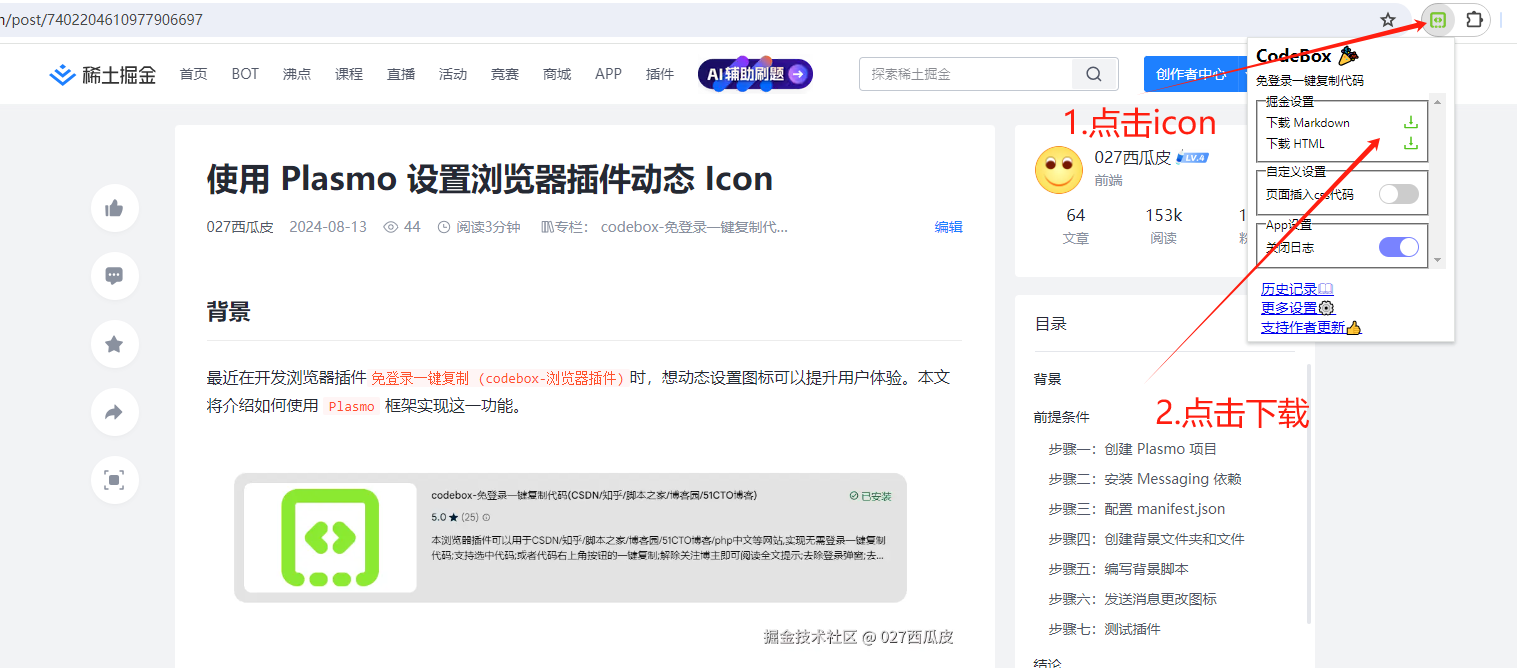 n/post/7402204610977906697
稀土掘金 首页 BOT 沸点 课程 直播 活动 竞赛 商城 APP 插件 AI辅助刷题 探索稀土掘金 创作者中心
CodeBox
免登录一键复制代码
掘金设置
下载 Markdown
下载 HTML
自定义设置
页面插入css代码
App设置
关闭日志
历史记录
更多设置
支持作者更新
1.点击icon
2.点击下载
使用 Plasmo 设置浏览器插件动态 Icon
027西瓜皮 2024-08-13 44 阅读3分钟 专栏: codebox-免登录一键复制代... 编辑
背景
最近在开发浏览器插件 免登录一键复制 (codebox-浏览器插件) 时，想动态设置图标可以提升用户体验。本文
将介绍如何使用 Plasmo 框架实现这一功能。
codebox-免登录一键复制代码(CSDN/知乎/脚本之家/博客园/51CTO博客) 已安装
5.0 ★ (25)
本浏览器插件可以用于CSDN/知乎/脚本之家/博客园/51CTO博客/php中文等网站,实现无需登录一键复制
代码;支持选中代码;或者代码右上角按钮的一键复制;解除关注博主即可阅读全文提示;去除登录弹窗;去...
掘金技术社区 @ 027西瓜皮
027西瓜皮 LV.4
前端
64 153k 1
文章 阅读 粉
目录
背景
前提条件
步骤一：创建 Plasmo 项目
步骤二：安装 Messaging 依赖
步骤三：配置 manifest.json
步骤四：创建背景文件夹和文件
步骤五：编写背景脚本
步骤六：发送消息更改图标
步骤七：测试插件
结论